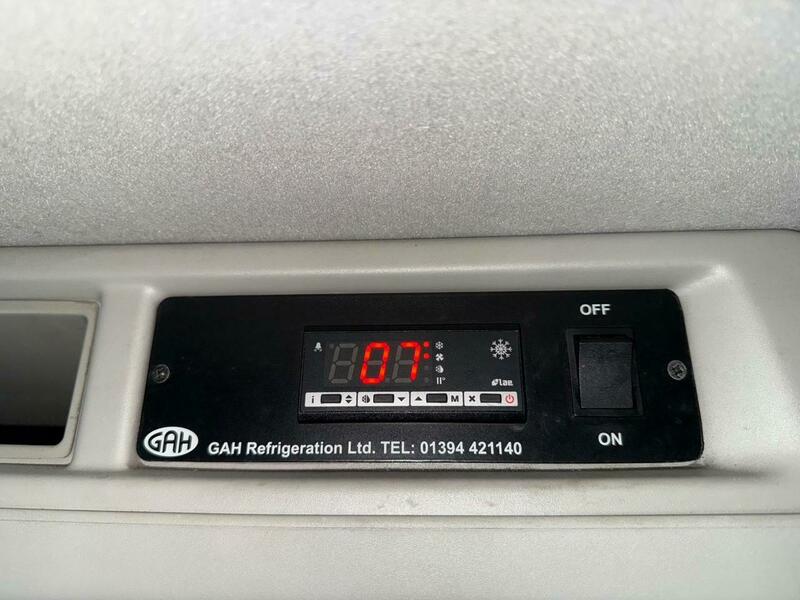 OFF
07
lae
i
M
ON
GAH
GAH Refrigeration Ltd. TEL: 01394 421140